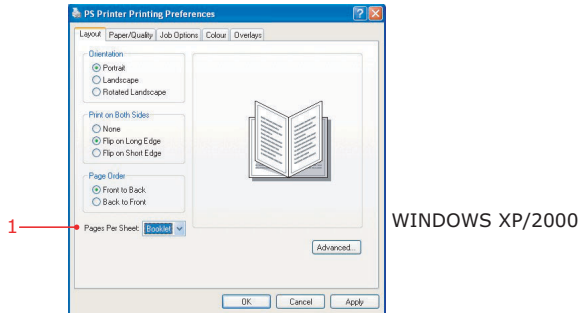 PS Printer Printing Preferences
Layout Paper/Quality Job Options Colour Overlays
Orientation
Portrait
Landscape
Rotated Landscape
Print on Both Sides
None
Flip on Long Edge
Flip on Short Edge
Page Order
Front to Back
Back to Front
1
Pages Per Sheet: Booklet
WINDOWS XP/2000
Advanced...
OK Cancel Apply